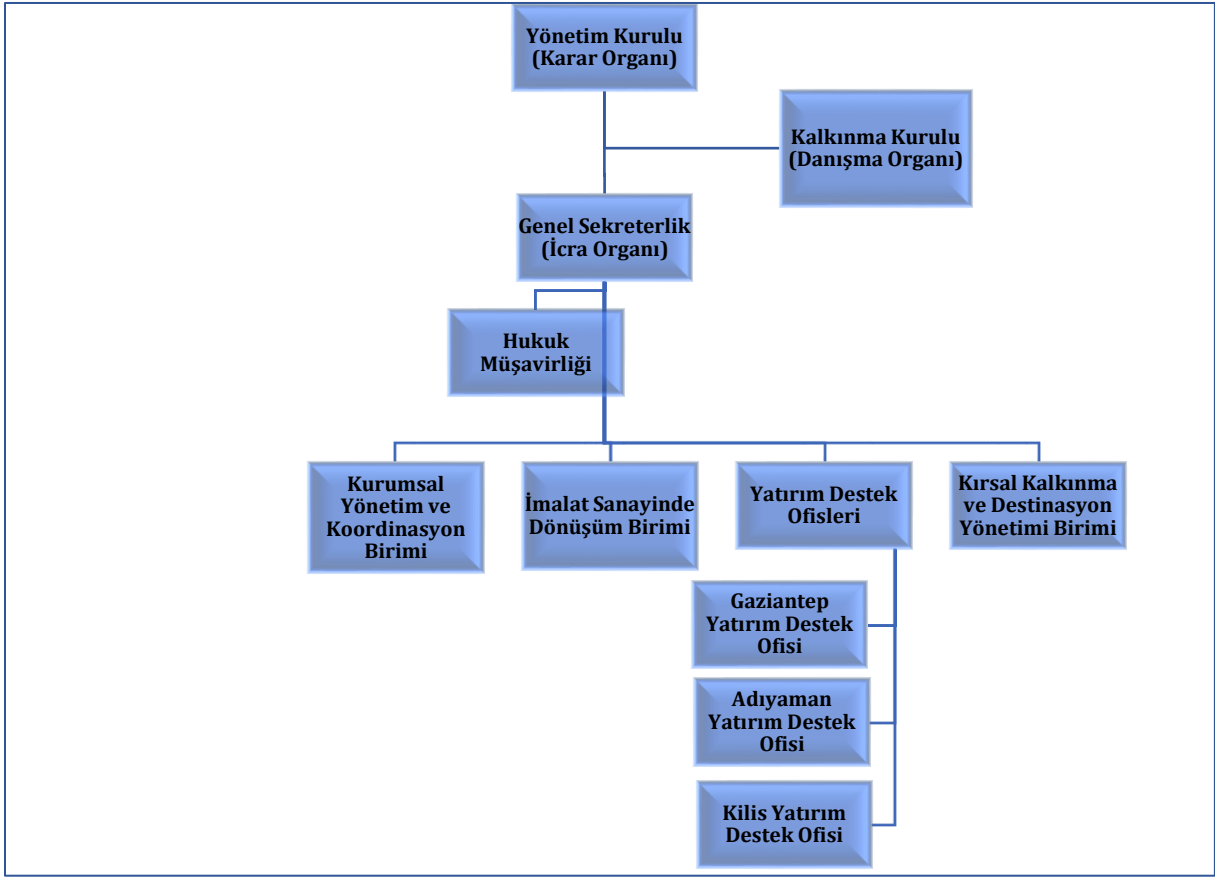 Yönetim Kurulu
(Karar Organı)
Kalkınma Kurulu
(Danışma Organı)
Genel Sekreterlik
(İcra Organı)
Hukuk
Müşavirliği
Kurumsal
Yönetim ve
Koordinasyon
Birimi
İmalat Sanayinde
Dönüşüm Birimi
Yatırım Destek
Ofisleri
Kırsal Kalkınma
ve Destinasyon
Yönetimi Birimi
Gaziantep
Yatırım Destek
Ofisi
Adıyaman
Yatırım Destek
Ofisi
Kilis Yatırım
Destek Ofisi